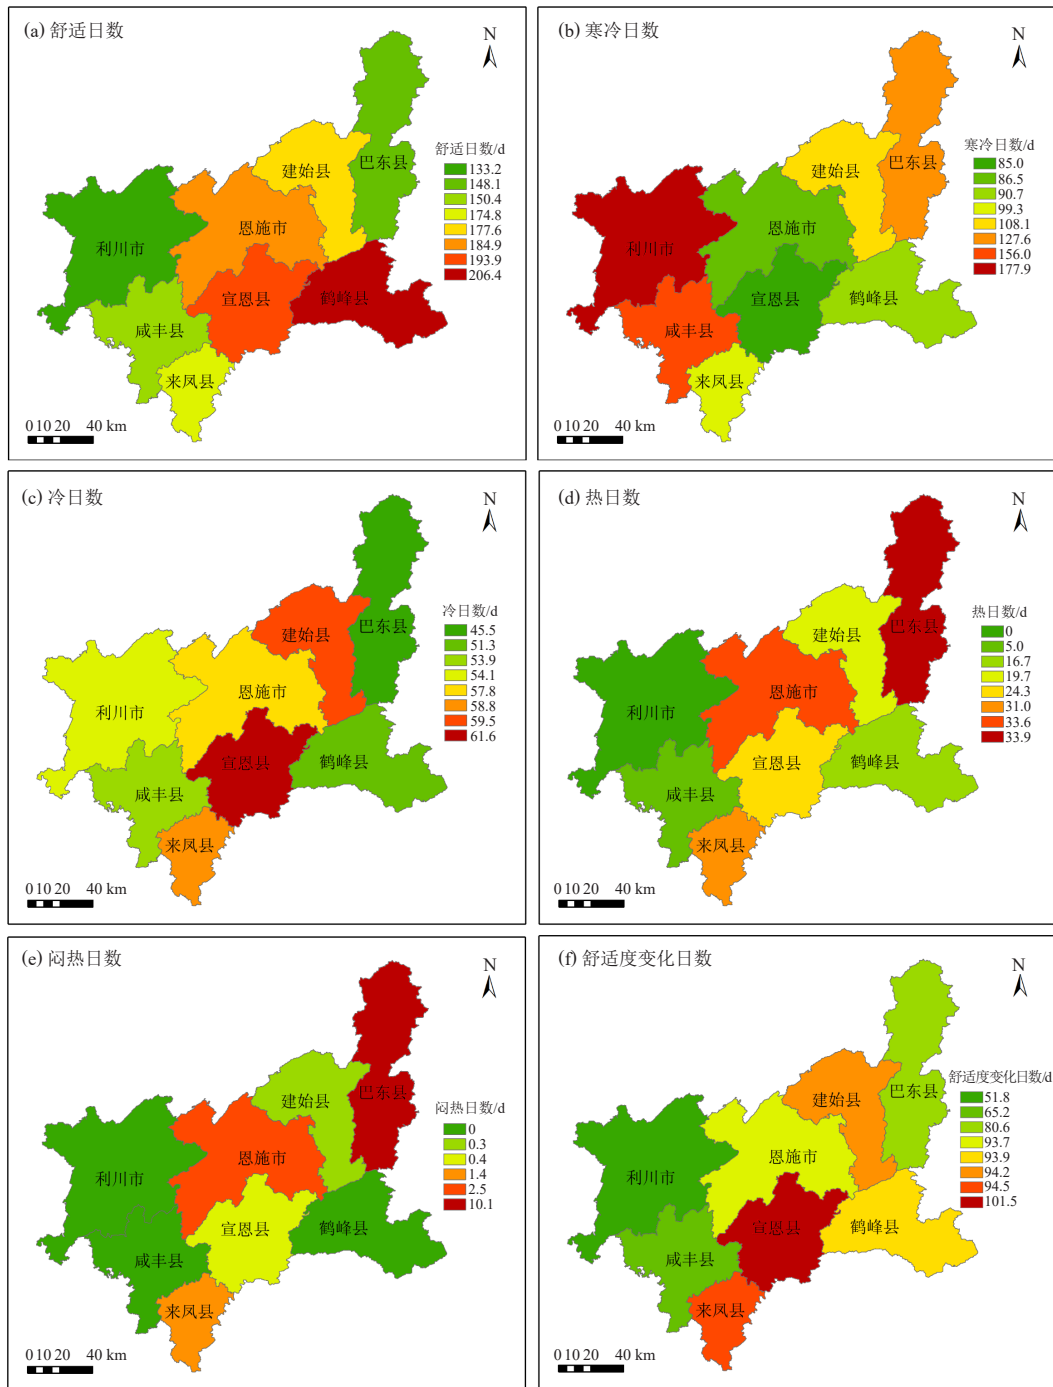 (a) 舒适日数
N
舒适日数/d
133.2
148.1
150.4
174.8
177.6
184.9
193.9
206.4
巴东县
建始县
恩施市
利川市
宣恩县
鹤峰县
咸丰县
来凤县
0 10 20 40 km
(b) 寒冷日数
N
寒冷日数/d
85.0
86.5
90.7
99.3
108.1
127.6
156.0
177.9
巴东县
建始县
恩施市
利川市
宣恩县
鹤峰县
咸丰县
来凤县
0 10 20 40 km
(c) 冷日数
N
冷日数/d
45.5
51.3
53.9
54.1
57.8
58.8
59.5
61.6
巴东县
建始县
恩施市
利川市
宣恩县
鹤峰县
咸丰县
来凤县
0 10 20 40 km
(d) 热日数
N
热日数/d
0
5.0
16.7
19.7
24.3
31.0
33.6
33.9
巴东县
建始县
恩施市
利川市
宣恩县
鹤峰县
咸丰县
来凤县
0 10 20 40 km
(e) 闷热日数
N
闷热日数/d
0
0.3
0.4
1.4
2.5
10.1
巴东县
建始县
恩施市
利川市
宣恩县
鹤峰县
咸丰县
来凤县
0 10 20 40 km
(f) 舒适度变化日数
N
舒适度变化日数/d
51.8
65.2
80.6
93.7
93.9
94.2
94.5
101.5
巴东县
建始县
恩施市
利川市
宣恩县
鹤峰县
咸丰县
来凤县
0 10 20 40 km